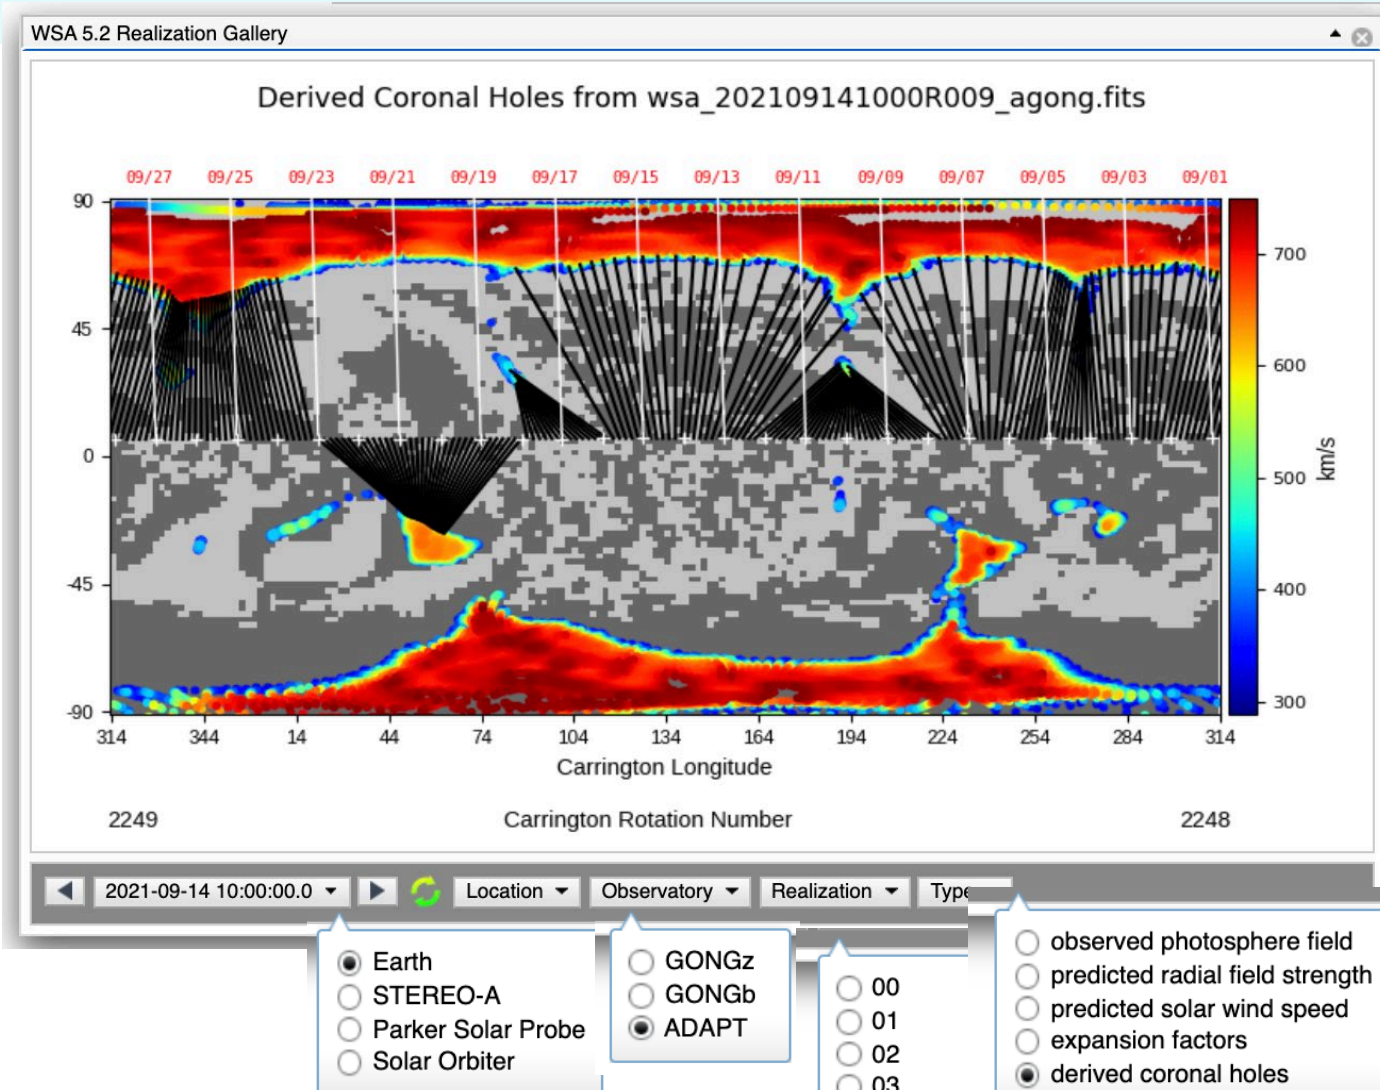 WSA 5.2 Realization Gallery
Derived Coronal Holes from wsa_202109141000R009_agong.fits
09/27 09/25 09/23 09/21 09/19 09/17 09/15 09/13 09/11 09/09 09/07 09/05 09/03 09/01
90
45
0
-45
-90
700
600
500
400
300
km/s
314 344 14 44 74 104 134 164 194 224 254 284 314
Carrington Longitude
2249 Carrington Rotation Number 2248
2021-09-14 10:00:00.0 Location Observatory Realization Type
Earth
STEREO-A
Parker Solar Probe
Solar Orbiter
GONGz
GONGb
ADAPT
00
01
02
03
observed photosphere field
predicted radial field strength
predicted solar wind speed
expansion factors
derived coronal holes